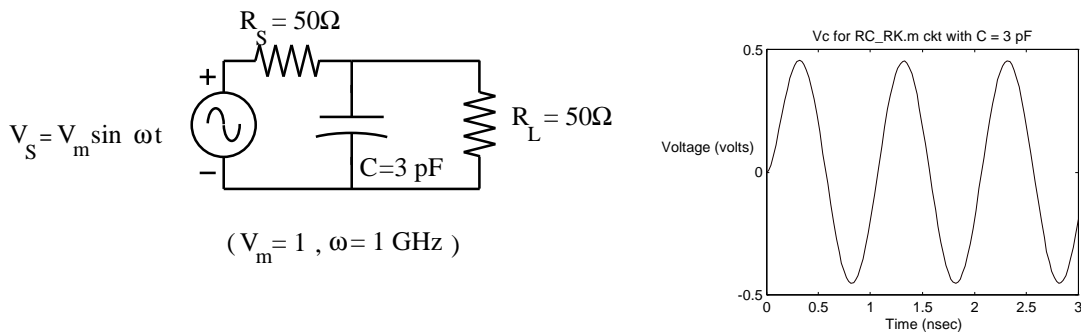 R_S = 50Ω
+
V_S = V_m sin ωt
−
C=3 pF
R_L = 50Ω
( V_m = 1 , ω = 1 GHz )
Vc for RC_RK.m ckt with C = 3 pF
0.5
Voltage (volts)
0
-0.5
0 0.5 1 1.5 2 2.5 3
Time (nsec)